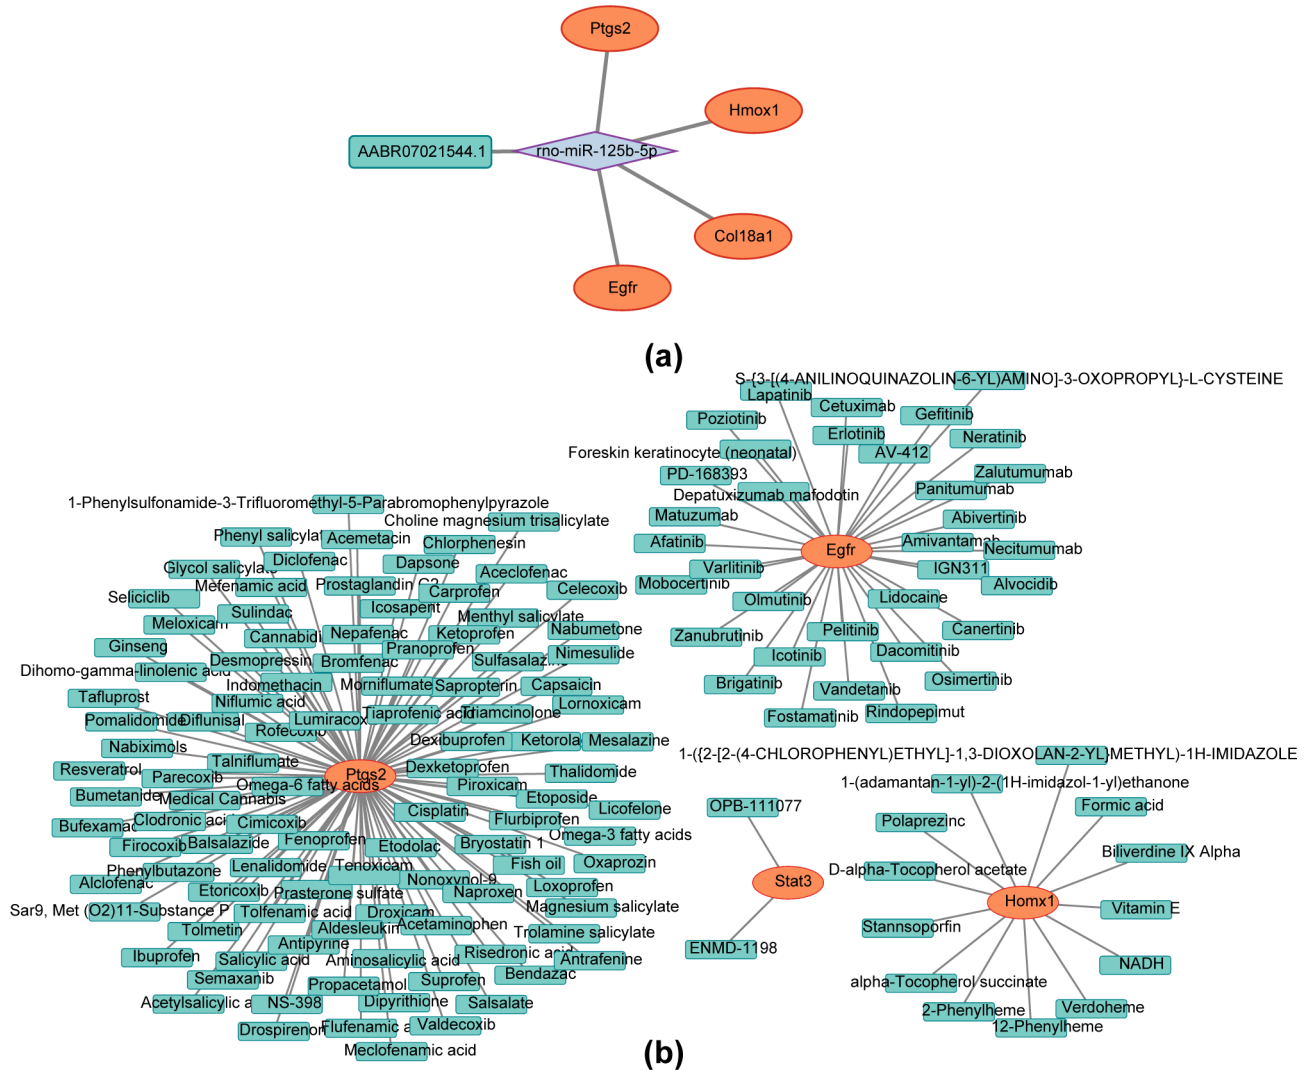 Ptgs2
Hmox1
AABR07021544.1
rno-miR-125b-5p
Col18a1
Egfr
(a)
S-{3-[(4-ANILINOQUINAZOLIN-6-YL)AMINO]-3-OXOPROPYL}-L-CYSTEINE
Lapatinib
Cetuximab
Poziotinib
Gefitinib
Erlotinib
Neratinib
Foreskin keratinocyte (neonatal)
AV-412
PD-168393
Zalutumumab
Depatuxizumab mafodotin
Panitumumab
Matuzumab
Abivertinib
Afatinib
Egfr
Amivantamab
Necitumumab
Varlitinib
IGN311
Mobocertinib
Alvocidib
Olmutinib
Lidocaine
Zanubrutinib
Pelitinib
Canertinib
Icotinib
Dacomitinib
Brigatinib
Vandetanib
Osimertinib
Fostamatinib
Rindopepimut
1-Phenylsulfonamide-3-Trifluoromethyl-5-Parabromophenylpyrazole
Choline magnesium trisalicylate
Phenyl salicylat
Acemetacin
Chlorphenesin
Glycol salicylate
Diclofenac
Dapsone
Mefenamic acid
Prostaglandin G2
Aceclofenac
Seliciclib
Carprofen
Celecoxib
Sulindac
Icosapent
Menthyl salicylate
Meloxicam
Cannabidi
Nepafenac
Ketoprofen
Nabumetone
Ginseng
Pranoprofen
Nimesulide
Desmopressin
Bromfenac
Sulfasalazine
Dihomo-gamma-linolenic acid
Indomethacin
Morniflumate
Sapropterin
Capsaicin
Tafluprost
Niflumic acid
Lornoxicam
Pomalidomide
Diflunisal
Lumiracox
Tiaprofenic acid
Triamcinolone
Rofecoxib
Nabiximols
Dexibuprofen
Ketorola
Mesalazine
Resveratrol
Talniflumate
Parecoxib
Ptgs2
Dexketoprofen
Thalidomide
Omega-6 fatty acids
Piroxicam
Bumetanide
Medical Cannabis
Etoposide
Licofelone
Cisplatin
Flurbiprofen
Bufexamac
Clodronic acid
Cimicoxib
Omega-3 fatty acids
Firocoxib
Balsalazide
Fenoprofen
Etodolac
Bryostatin 1
Phenylbutazone
Lenalidomide
Tenoxicam
Fish oil
Oxaprozin
Alclofenac
Etoricoxib
Prasterone sulfate
Nonoxynol-9
Naproxen
Loxoprofen
Sar9, Met (O2)11-Substance P
Tolfenamic acid
Droxicam
Magnesium salicylate
Tolmetin
Aldesleukin
Acetaminophen
Trolamine salicylate
Antipyrine
Ibuprofen
Salicylic acid
Aminosalicylic acid
Risedronic acid
Antrafenine
Semaxanib
Propacetamol
Suprofen
Bendazac
Acetylsalicylic a
NS-398
Dipyrithione
Salsalate
Drospirenon
Flufenamic a
Valdecoxib
Meclofenamic acid
1-({2-[2-(4-CHLOROPHENYL)ETHYL]-1,3-DIOXOLAN-2-YL}METHYL)-1H-IMIDAZOLE
1-(adamantan-1-yl)-2-(1H-imidazol-1-yl)ethanone
OPB-111077
Formic acid
Polaprezinc
Biliverdine IX Alpha
D-alpha-Tocopherol acetate
Stat3
Homx1
Vitamin E
Stannsoporfin
ENMD-1198
NADH
alpha-Tocopherol succinate
2-Phenylheme
Verdoheme
12-Phenylheme
(b)